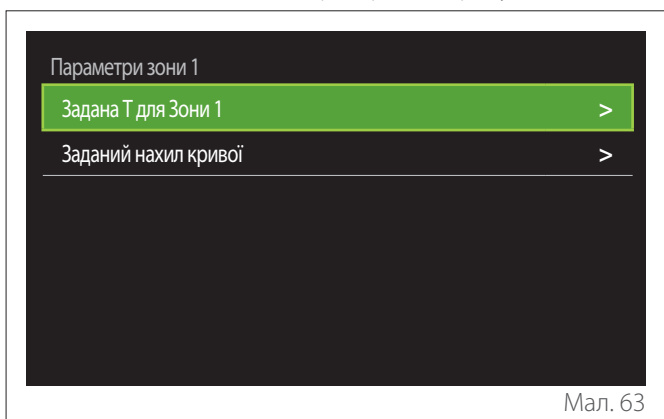 Параметри зони 1
Задана Т для Зони 1 >
Заданий нахил кривої >
Мал. 63